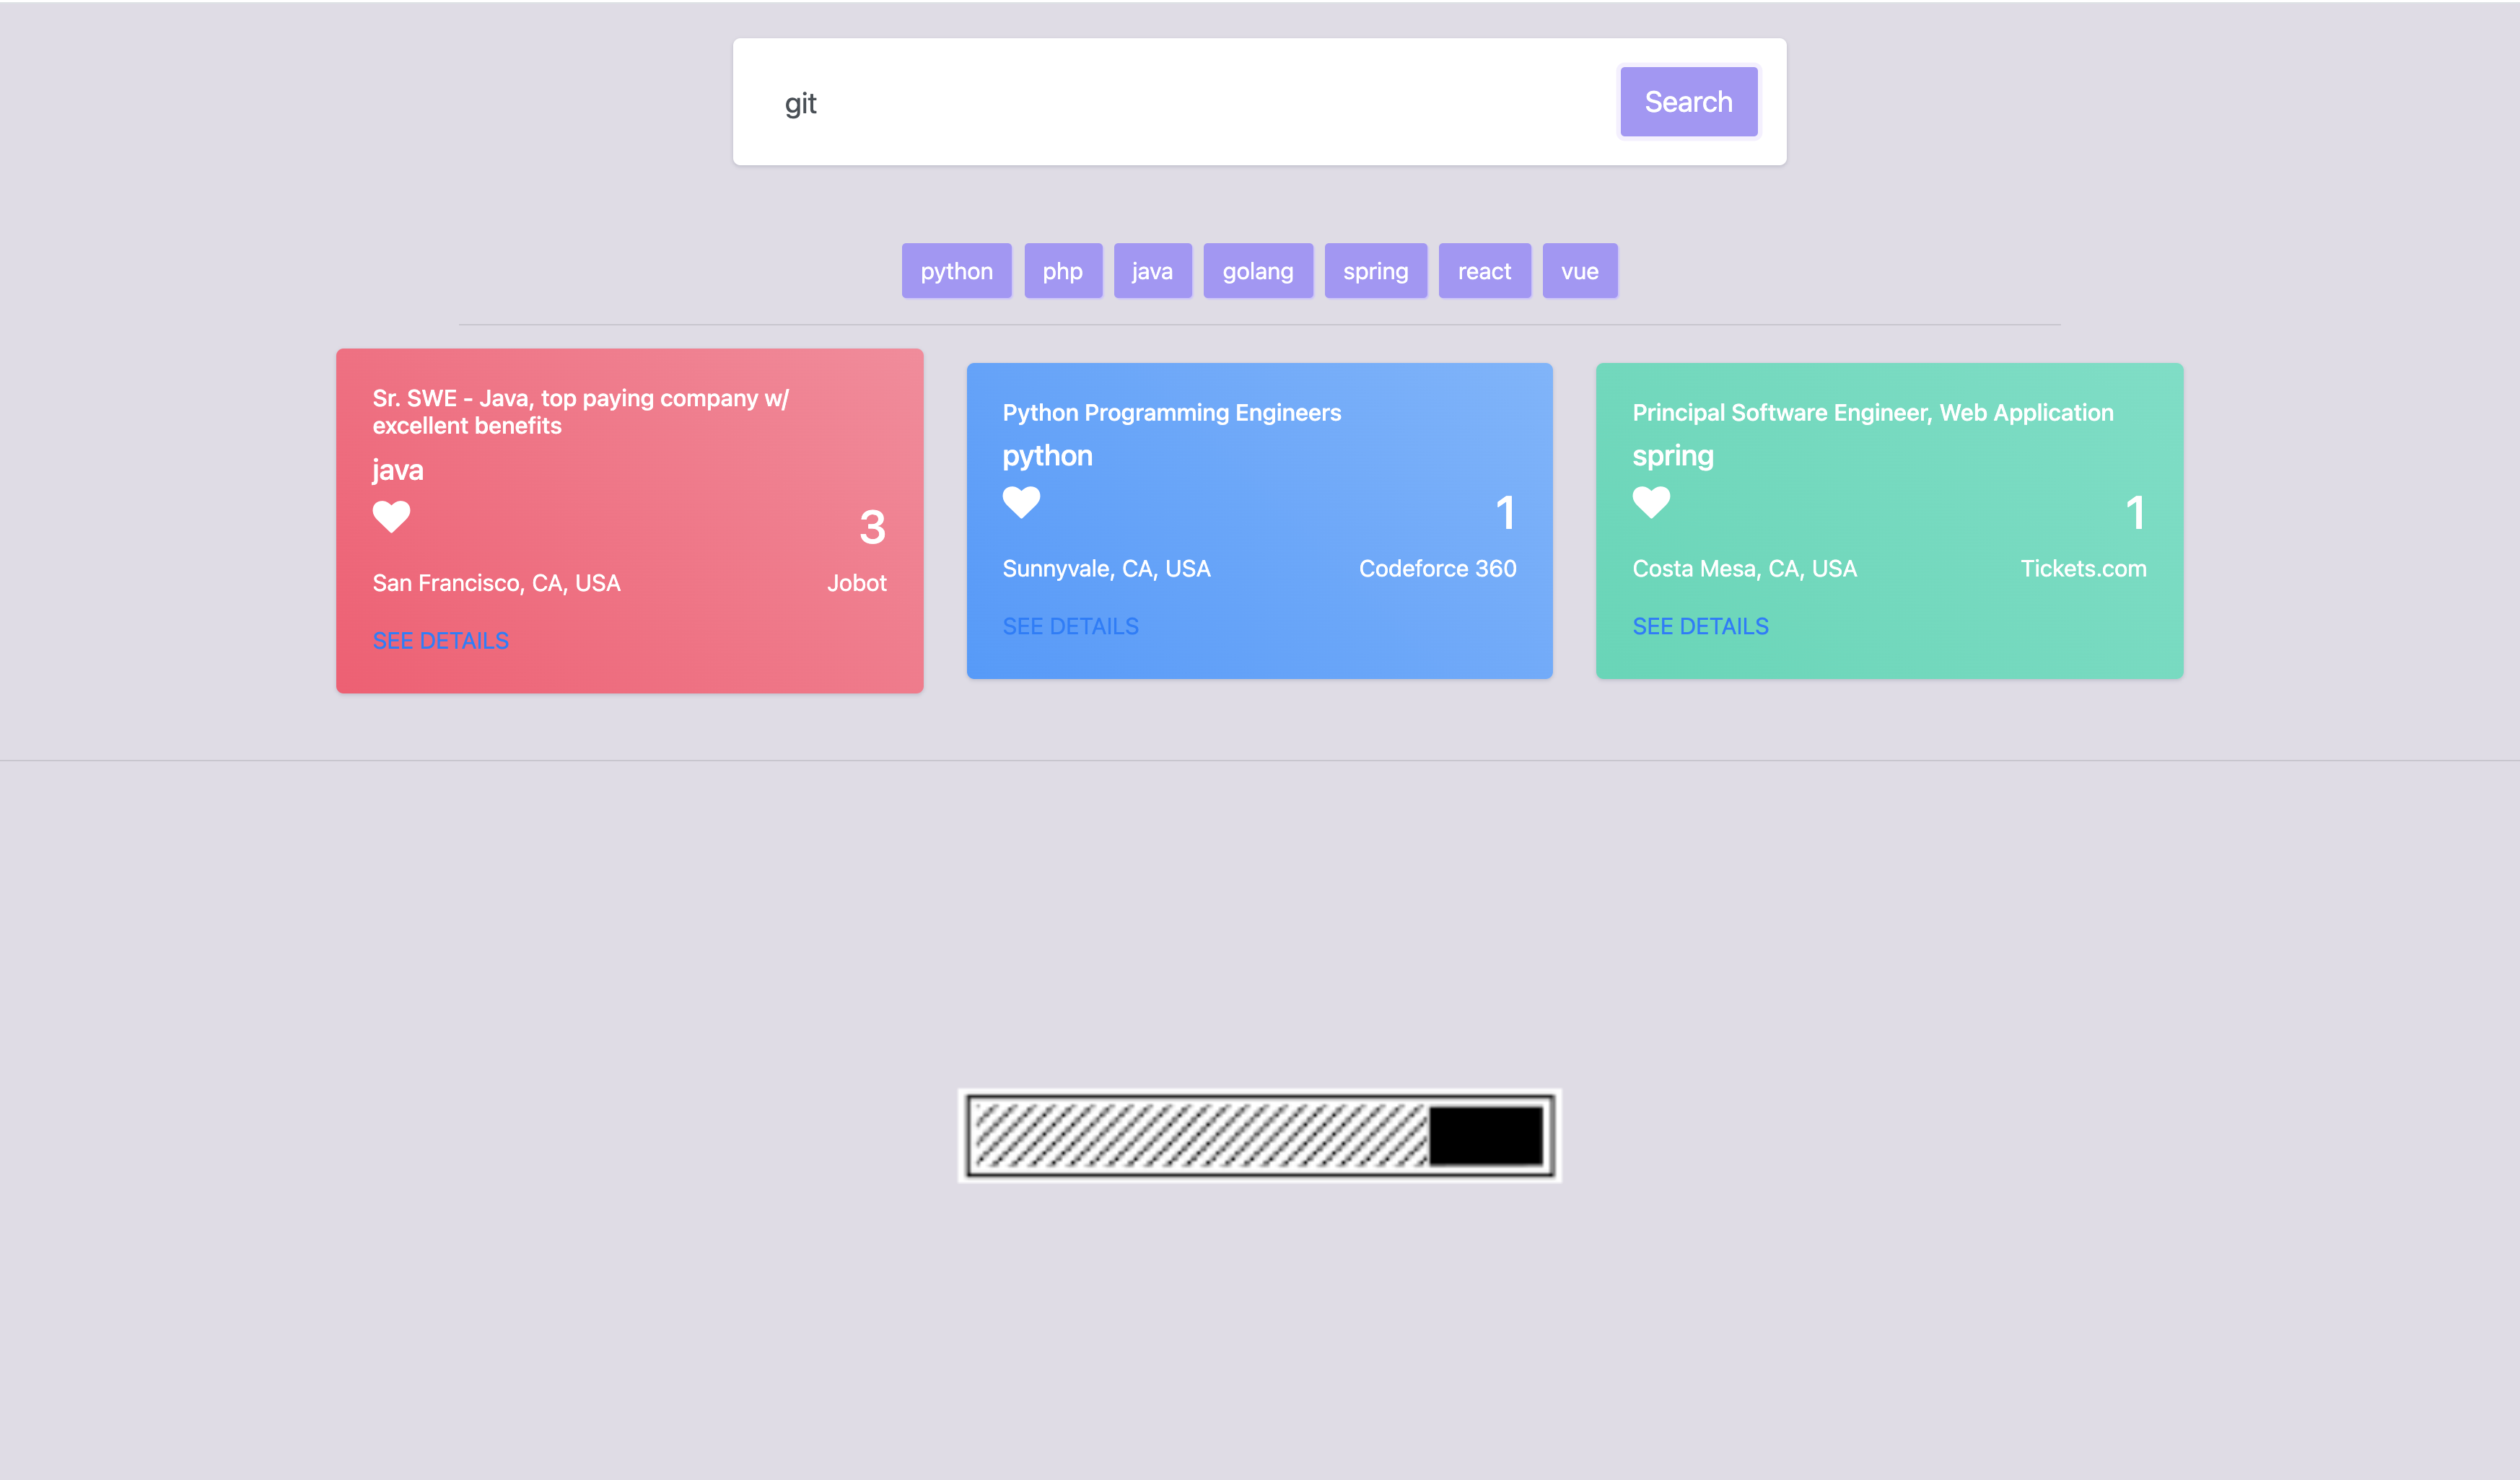 git
Search
python
php
java
golang
spring
react
vue
Sr. SWE - Java, top paying company w/
excellent benefits
java
3
San Francisco, CA, USA
Jobot
SEE DETAILS
Python Programming Engineers
python
1
Sunnyvale, CA, USA
Codeforce 360
SEE DETAILS
Principal Software Engineer, Web Application
spring
1
Costa Mesa, CA, USA
Tickets.com
SEE DETAILS